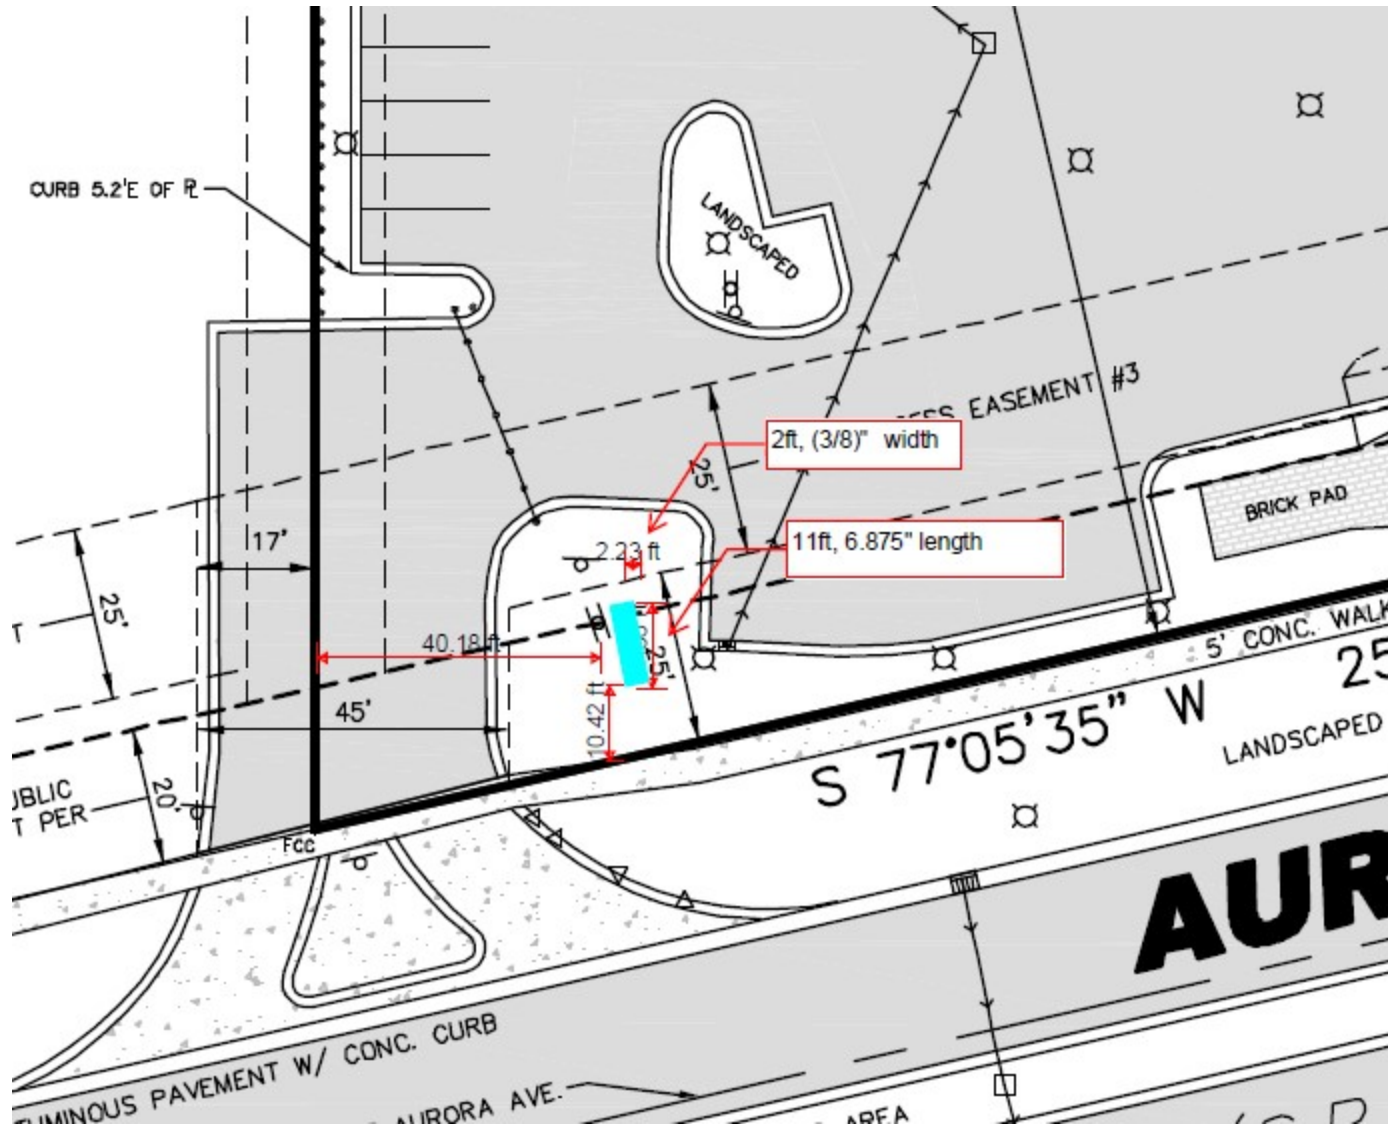 CURB 5.2'E OF ℄
LANDSCAPED
EASEMENT #3
2ft, (3/8)" width
25'
11ft, 6.875" length
BRICK PAD
17'
2.23 ft
25'
T
40.18 ft
25'
5' CONC. WALK
45'
10.42 ft
25
S 77°05'35" W
LANDSCAPED
20'
UBLIC
T PER
FCC
AUR
TUMINOUS PAVEMENT W/ CONC. CURB
AURORA AVE.
AREA